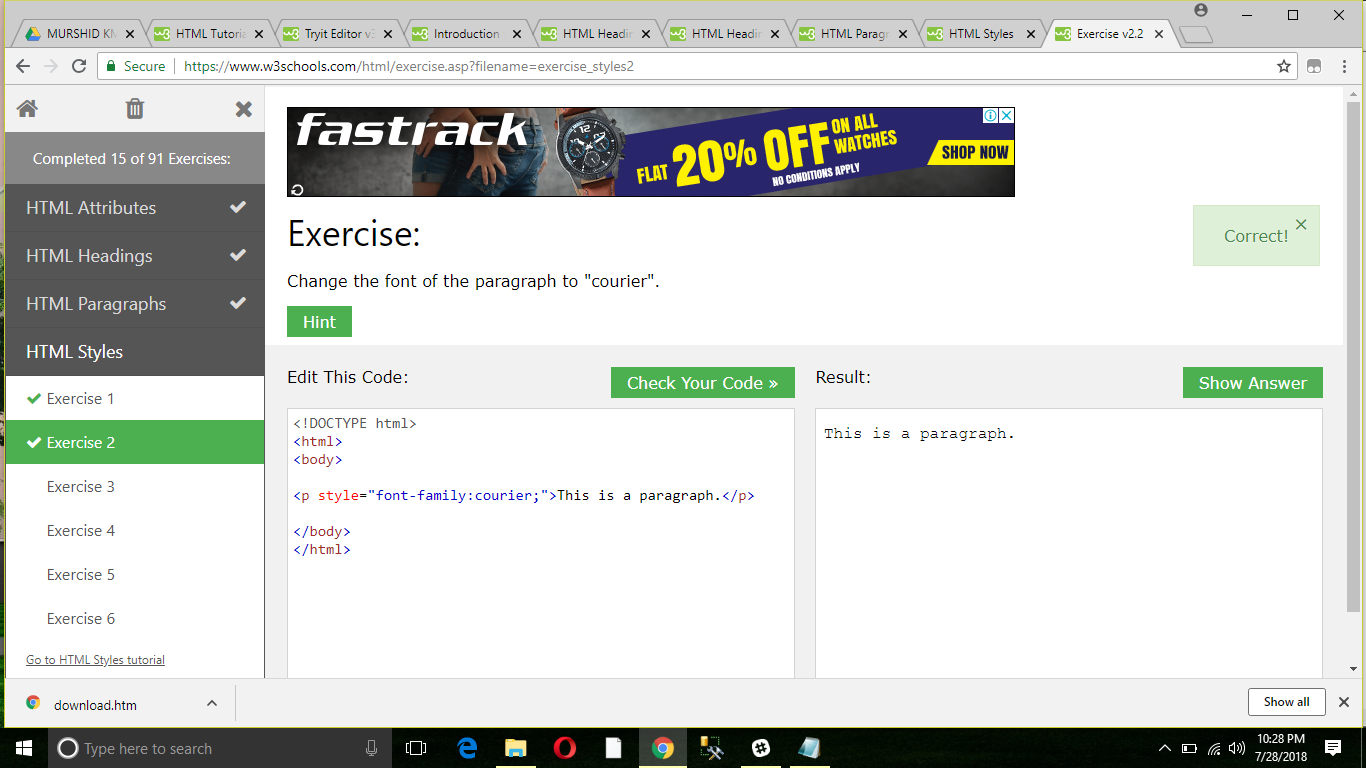 MURSHID KM
HTML Tutoria
Tryit Editor v3
Introduction
HTML Headin
HTML Headin
HTML Paragr
HTML Styles
Exercise v2.2
Secure
https://www.w3schools.com/html/exercise.asp?filename=exercise_styles2
Completed 15 of 91 Exercises:
HTML Attributes
HTML Headings
HTML Paragraphs
HTML Styles
Exercise 1
Exercise 2
Exercise 3
Exercise 4
Exercise 5
Exercise 6
Go to HTML Styles tutorial
fastrack
FLAT 20% OFF ON ALL WATCHES
NO CONDITIONS APPLY
SHOP NOW
Exercise:
Correct!
Change the font of the paragraph to "courier".
Hint
Edit This Code:
Check Your Code »
Result:
Show Answer
<!DOCTYPE html>
<html>
<body>
<p style="font-family:courier;">This is a paragraph.</p>
</body>
</html>
This is a paragraph.
download.htm
Show all
Type here to search
10:28 PM
7/28/2018